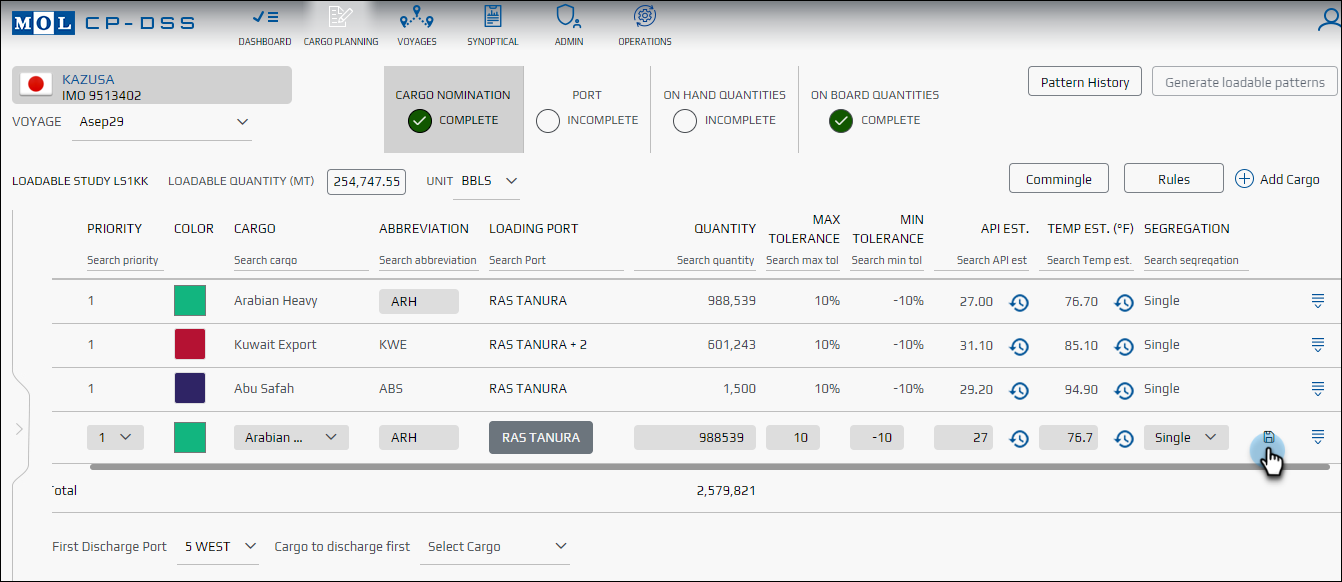 MOL CP-DSS
DASHBOARD CARGO PLANNING VOYAGES SYNOPTICAL ADMIN OPERATIONS
KAZUSA
IMO 9513402
VOYAGE Asep29
CARGO NOMINATION
COMPLETE
PORT
INCOMPLETE
ON HAND QUANTITIES
INCOMPLETE
ON BOARD QUANTITIES
COMPLETE
Pattern History Generate loadable patterns
LOADABLE STUDY LS1KK LOADABLE QUANTITY (MT) 254,747.55 UNIT BBLS Commingle Rules Add Cargo
PRIORITY COLOR CARGO ABBREVIATION LOADING PORT QUANTITY MAX TOLERANCE MIN TOLERANCE API EST. TEMP EST. (°F) SEGREGATION
Search priority Search cargo Search abbreviation Search Port Search quantity Search max tol Search min tol Search API est Search Temp est. Search segregation
1 Arabian Heavy ARH RAS TANURA 988,539 10% -10% 27.00 76.70 Single
1 Kuwait Export KWE RAS TANURA + 2 601,243 10% -10% 31.10 85.10 Single
1 Abu Safah ABS RAS TANURA 1,500 10% -10% 29.20 94.90 Single
1 Arabian ... ARH RAS TANURA 988539 10 -10 27 76.7 Single
otal 2,579,821
First Discharge Port 5 WEST Cargo to discharge first Select Cargo